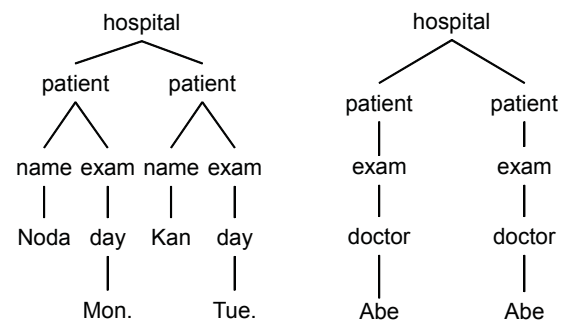 hospital hospital
patient patient patient patient
name exam name exam exam exam
Noda day Kan day doctor doctor
Mon. Tue. Abe Abe